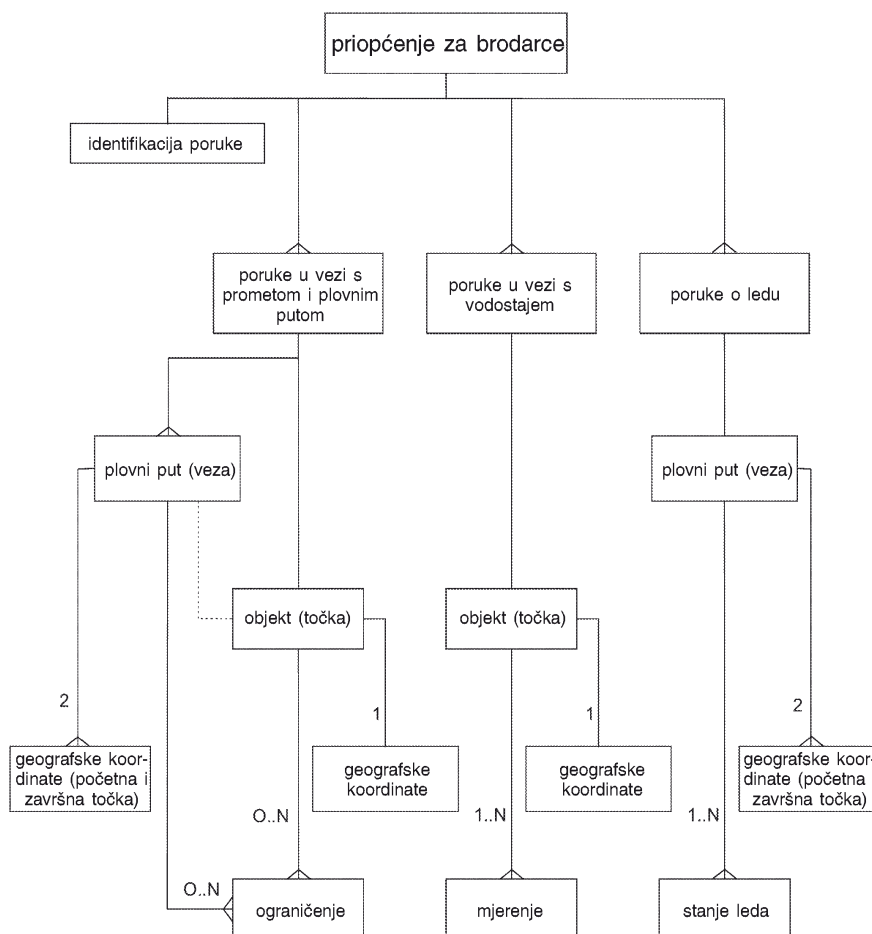 priopćenje za brodarce
identifikacija poruke
poruke u vezi s
prometom i plovnim
putom
poruke u vezi s
vodostajem
poruke o ledu
plovni put (veza)
plovni put (veza)
objekt (točka)
objekt (točka)
2
1
1
2
geografske koor-
dinate (početna i
završna točka)
geografske
koordinate
geografske
koordinate
geografske koor-
dinate (početna i
završna točka)
O..N
1..N
1..N
O..N
ograničenje
mjerenje
stanje leda